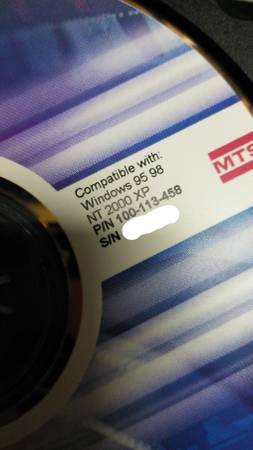 Compatible with:
Windows 95 98
NT 2000 XP
P/N 100-113-458
S/N
MTS